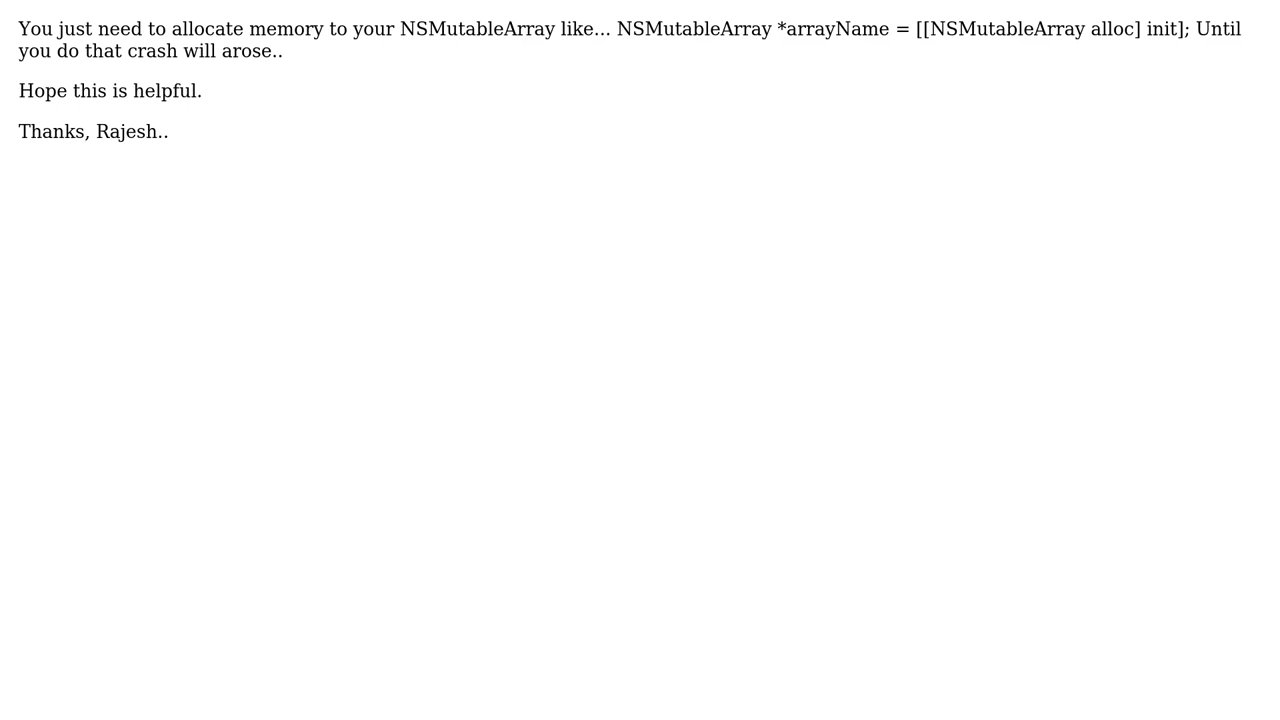 You just need to allocate memory to your NSMutableArray like... NSMutableArray *arrayName = [[NSMutableArray alloc] init]; Until
you do that crash will arose..
Hope this is helpful.
Thanks, Rajesh..